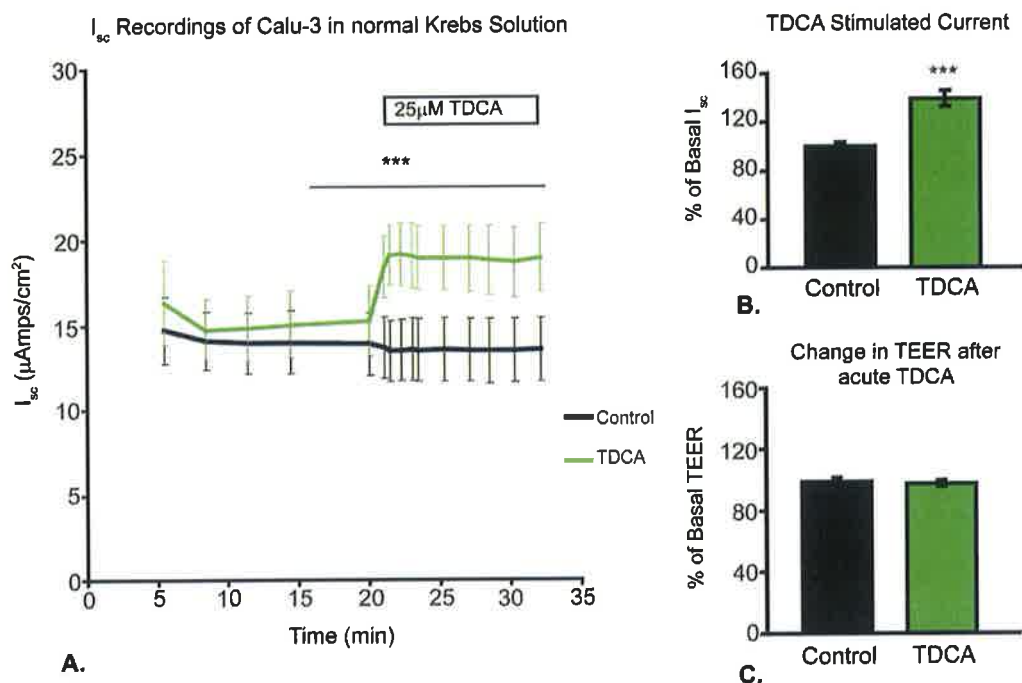 I_sc Recordings of Calu-3 in normal Krebs Solution
30
25
20
15
10
5
0
I_sc (µAmps/cm²)
25µM TDCA
***
Control
TDCA
0 5 10 15 20 25 30 35
Time (min)
A.
TDCA Stimulated Current
160
120
80
40
0
% of Basal I_sc
***
Control TDCA
B.
Change in TEER after
acute TDCA
160
120
80
40
0
% of Basal TEER
Control TDCA
C.